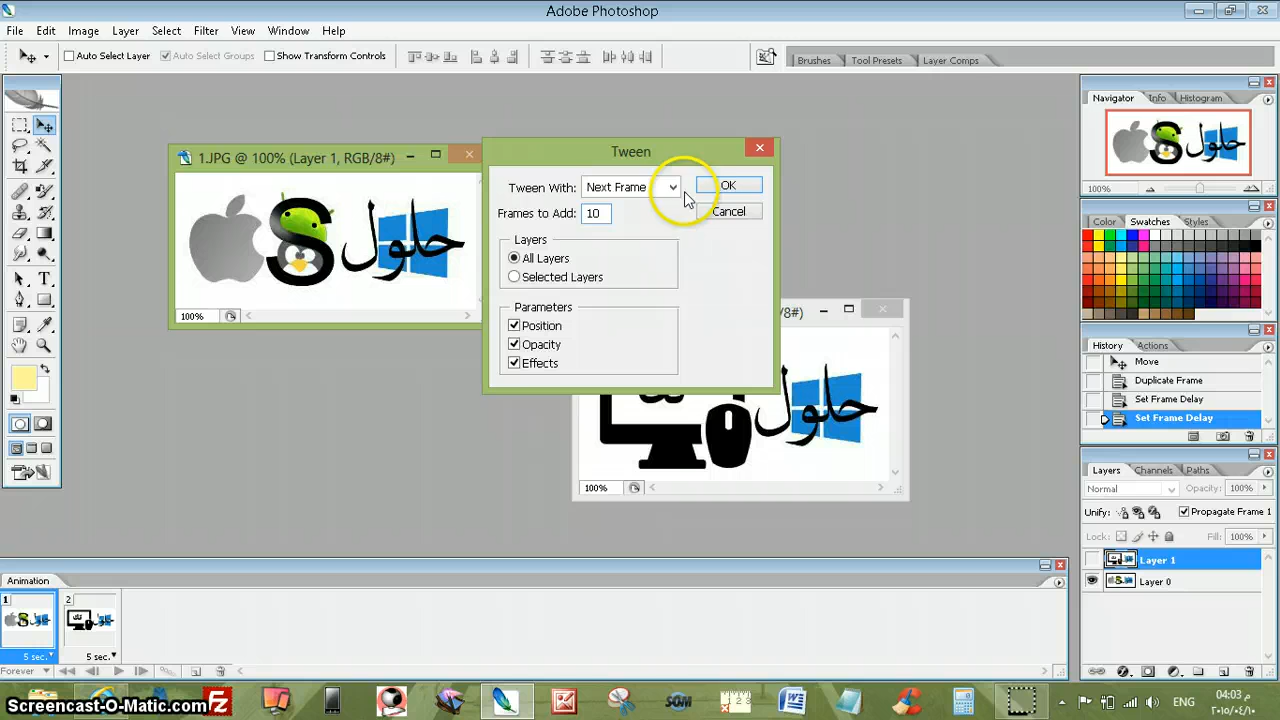 Adobe Photoshop
File Edit Image Layer Select Filter View Window Help
Auto Select Layer Auto Select Groups Show Transform Controls
Brushes Tool Presets Layer Comps
Navigator Info Histogram
1.JPG @ 100% (Layer 1, RGB/8#)
حلول
100%
Tween
Tween With: Next Frame OK
Frames to Add: 10 Cancel
Layers
All Layers
Selected Layers
Parameters
Position
Opacity
Effects
/8#)
حلول
100%
حلول
100%
Color Swatches Styles
History Actions
Move
Duplicate Frame
Set Frame Delay
Set Frame Delay
Layers Channels Paths
Normal Opacity: 100%
Unify: Propagate Frame 1
Lock: Fill: 100%
Layer 1
Layer 0
Animation
1 2
5 sec. 5 sec.
Forever
Screencast-O-Matic.com
SOM
ENG
04:03 م
٢٠١٥/٠٤/١٠